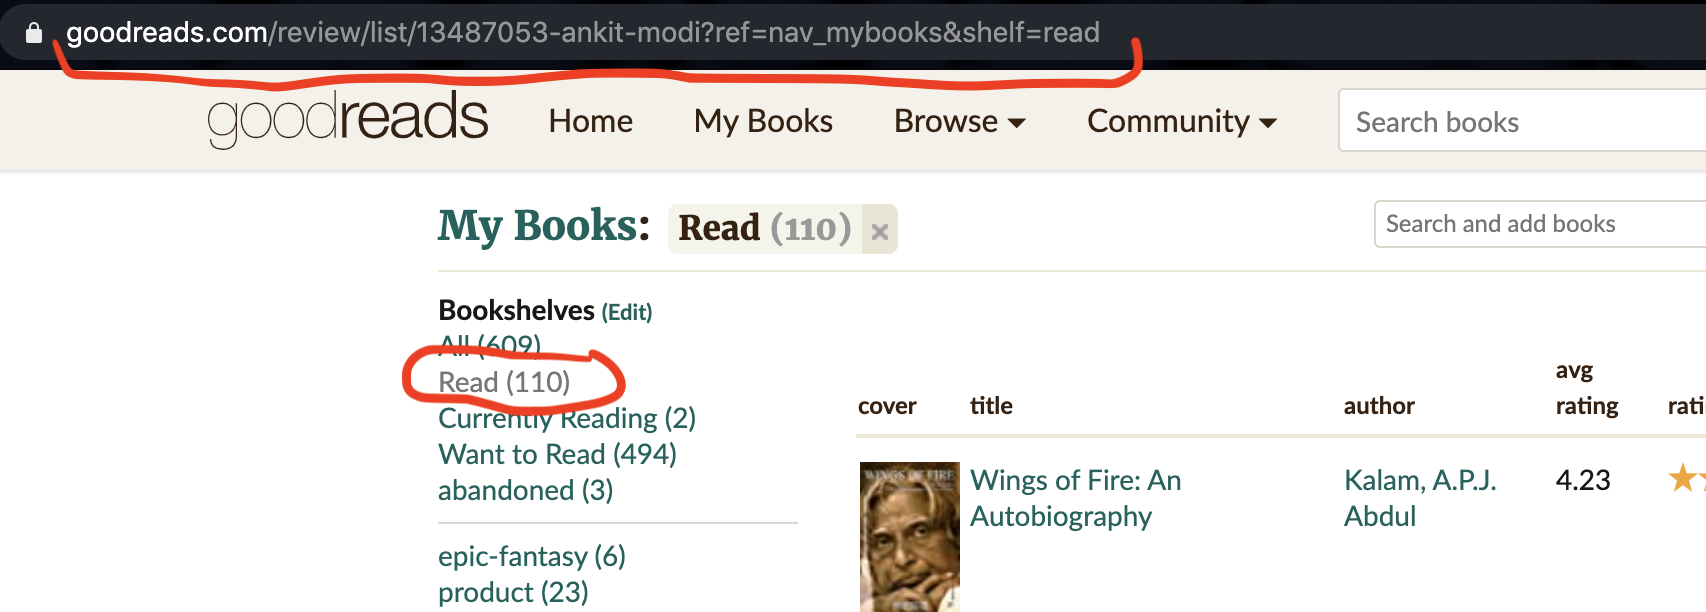 goodreads.com/review/list/13487053-ankit-modi?ref=nav_mybooks&shelf=read
goodreads Home My Books Browse Community Search books
My Books: Read (110) × Search and add books
Bookshelves (Edit)
All (609)
Read (110)
Currently Reading (2)
Want to Read (494)
abandoned (3)
epic-fantasy (6)
product (23)
cover title author avg rating
Wings of Fire: An Autobiography
Kalam, A.P.J. Abdul
4.23
WINGS OF FIRE